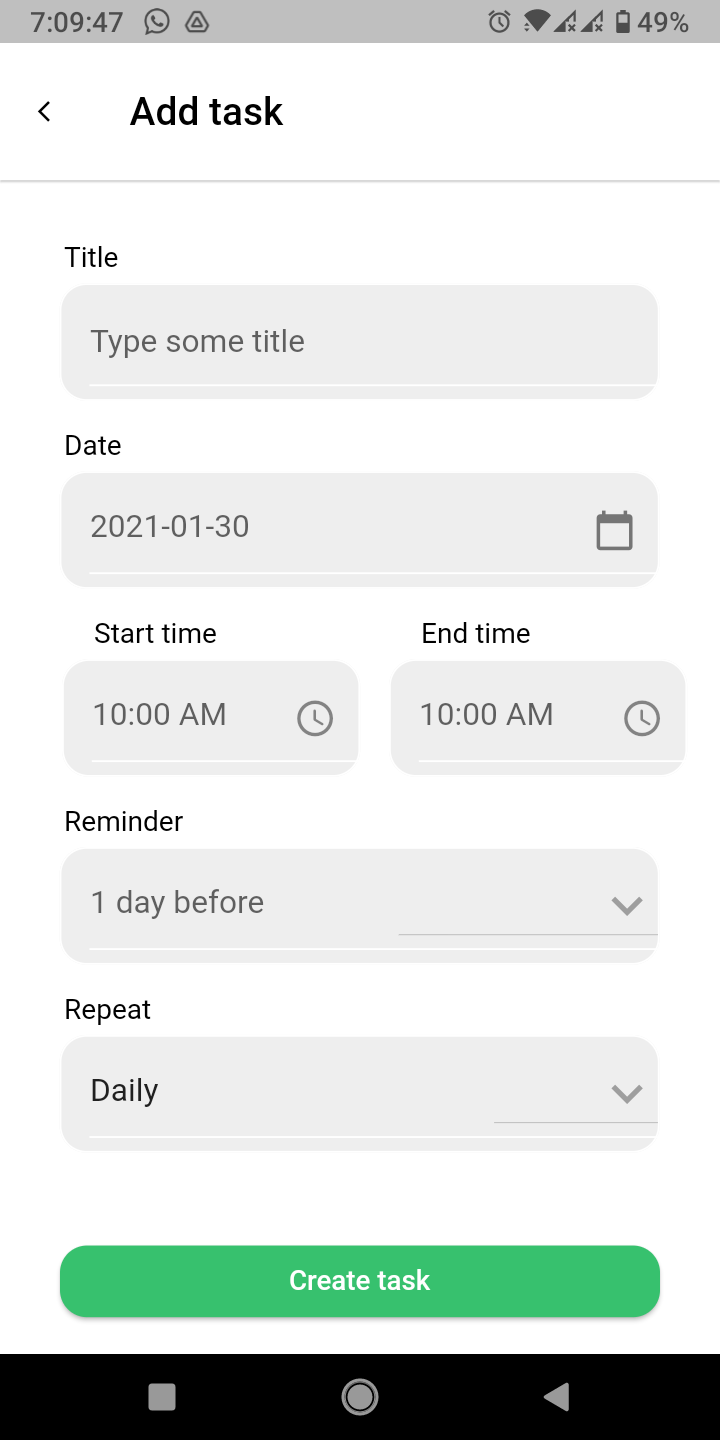 7:09:47 49%
Add task
Title
Type some title
Date
2021-01-30
Start time End time
10:00 AM 10:00 AM
Reminder
1 day before
Repeat
Daily
Create task